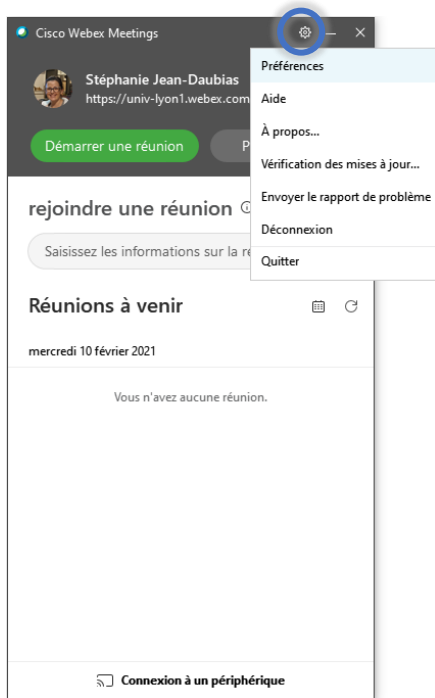 Cisco Webex Meetings
Préférences
Stéphanie Jean-Daubias
https://univ-lyon1.webex.com
Aide
À propos...
Démarrer une réunion
P
Vérification des mises à jour...
Envoyer le rapport de problème
rejoindre une réunion
Déconnexion
Saisissez les informations sur la
Quitter
Réunions à venir
mercredi 10 février 2021
Vous n'avez aucune réunion.
Connexion à un périphérique